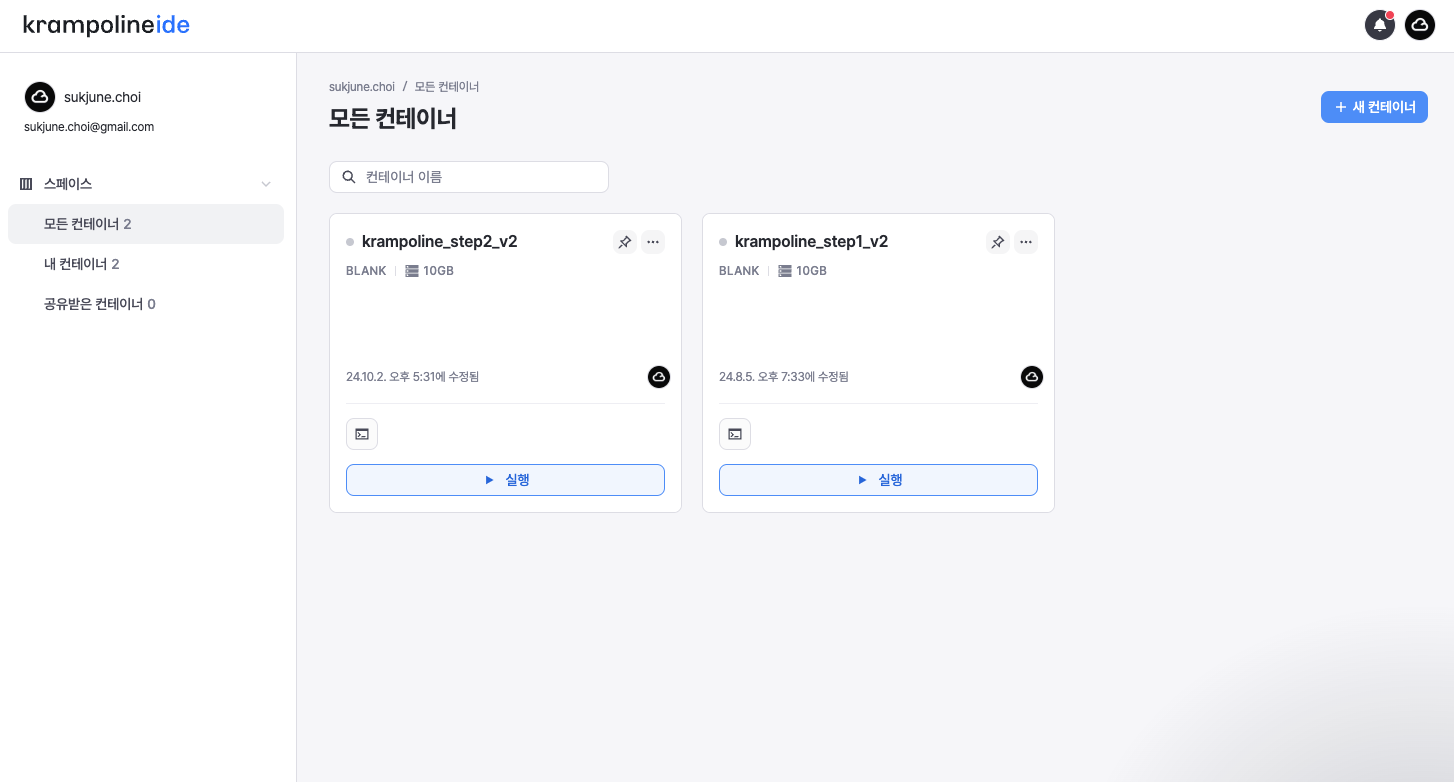 krampolineide
sukjune.choi
sukjune.choi@gmail.com
스페이스
모든 컨테이너 2
내 컨테이너 2
공유받은 컨테이너 0
sukjune.choi / 모든 컨테이너
모든 컨테이너
+ 새 컨테이너
컨테이너 이름
krampoline_step2_v2
BLANK | 10GB
24.10.2. 오후 5:31에 수정됨
실행
krampoline_step1_v2
BLANK | 10GB
24.8.5. 오후 7:33에 수정됨
실행